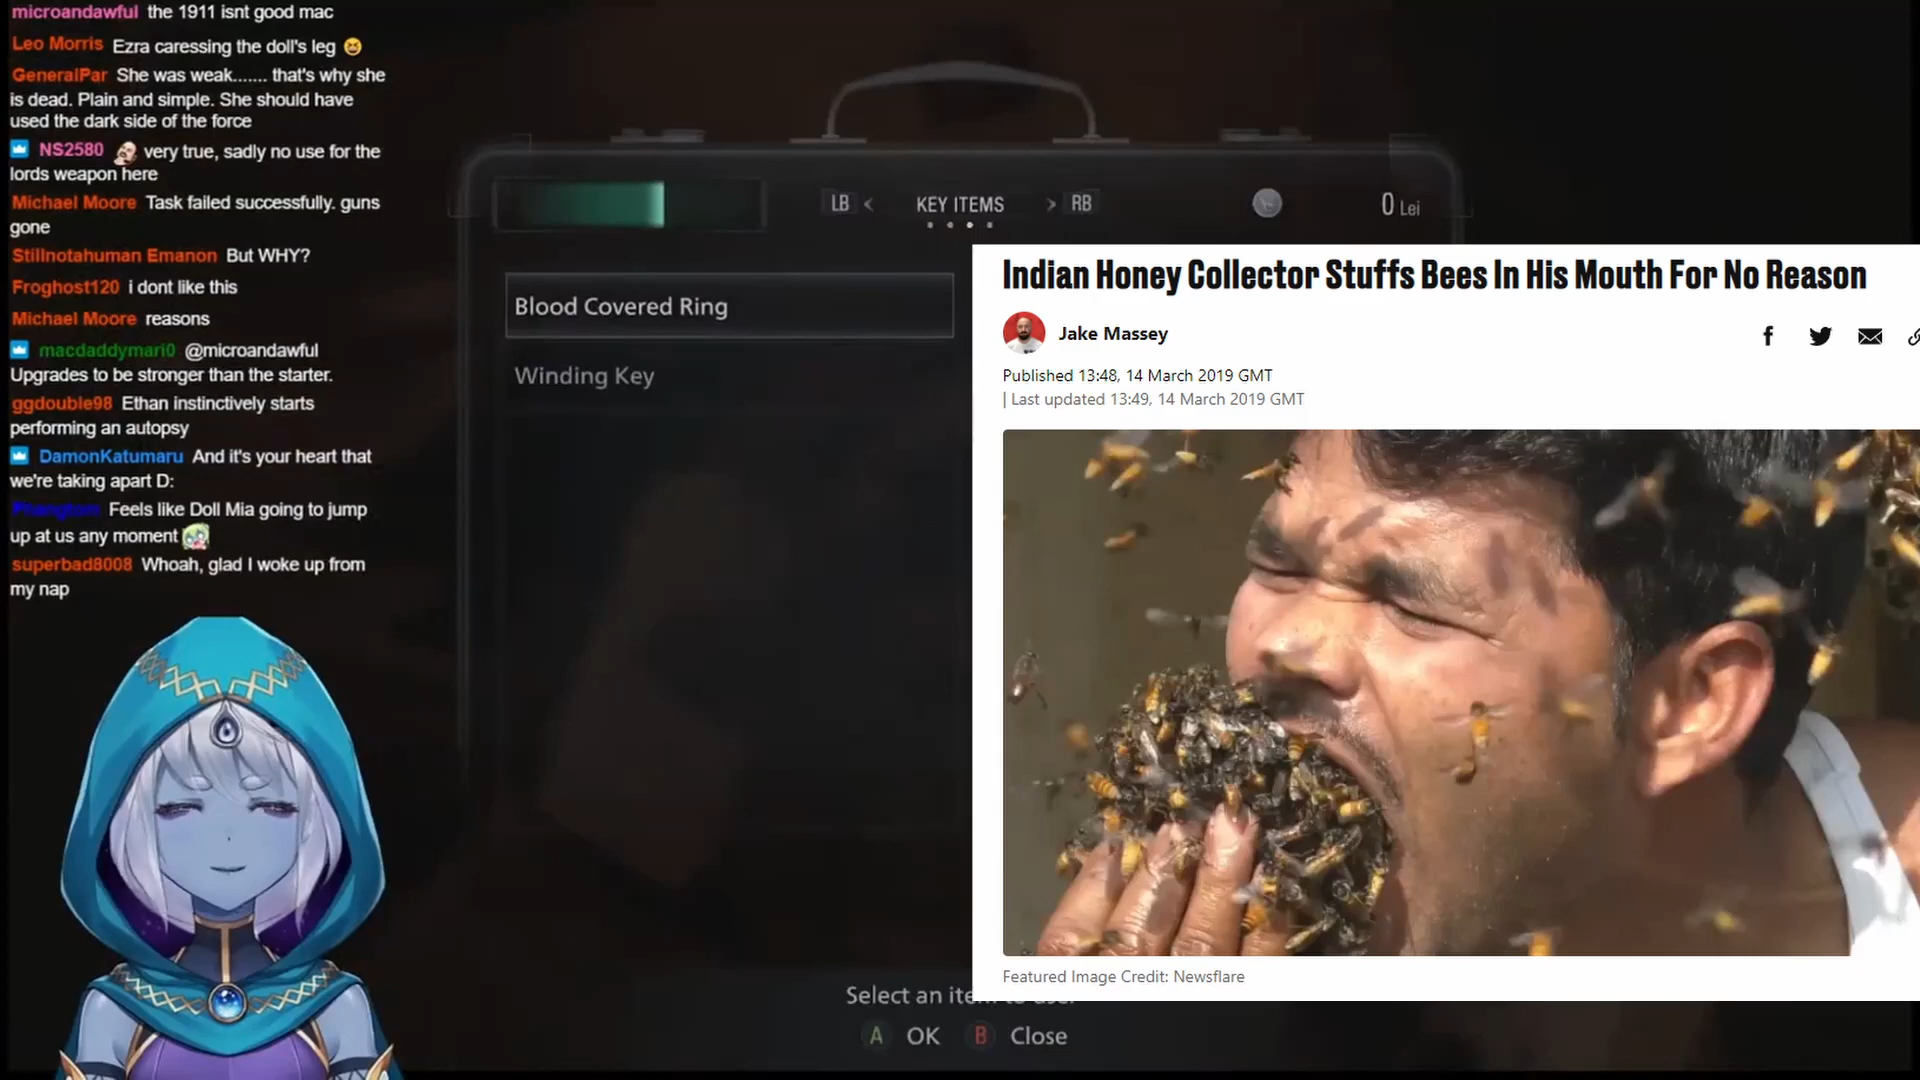 microandawful the 1911 isnt good mac
Leo Morris Ezra caressing the doll's leg
GeneralPar She was weak....... that's why she
is dead. Plain and simple. She should have
used the dark side of the force
NS2580 very true, sadly no use for the
lords weapon here
Michael Moore Task failed successfully. guns
gone
Stillnotahuman Emanon But WHY?
Froghost120 i dont like this
Michael Moore reasons
macdaddymari0 @microandawful
Upgrades to be stronger than the starter.
ggdouble98 Ethan instinctively starts
performing an autopsy
DamonKatumaru And it's your heart that
we're taking apart D:
Feels like Doll Mia going to jump
up at us any moment
superbad8008 Whoah, glad I woke up from
my nap
LB < KEY ITEMS > RB
0 Lei
Blood Covered Ring
Winding Key
Indian Honey Collector Stuffs Bees In His Mouth For No Reason
Jake Massey
Published 13:48, 14 March 2019 GMT
| Last updated 13:49, 14 March 2019 GMT
Featured Image Credit: Newsflare
Select an item to use.
A OK B Close